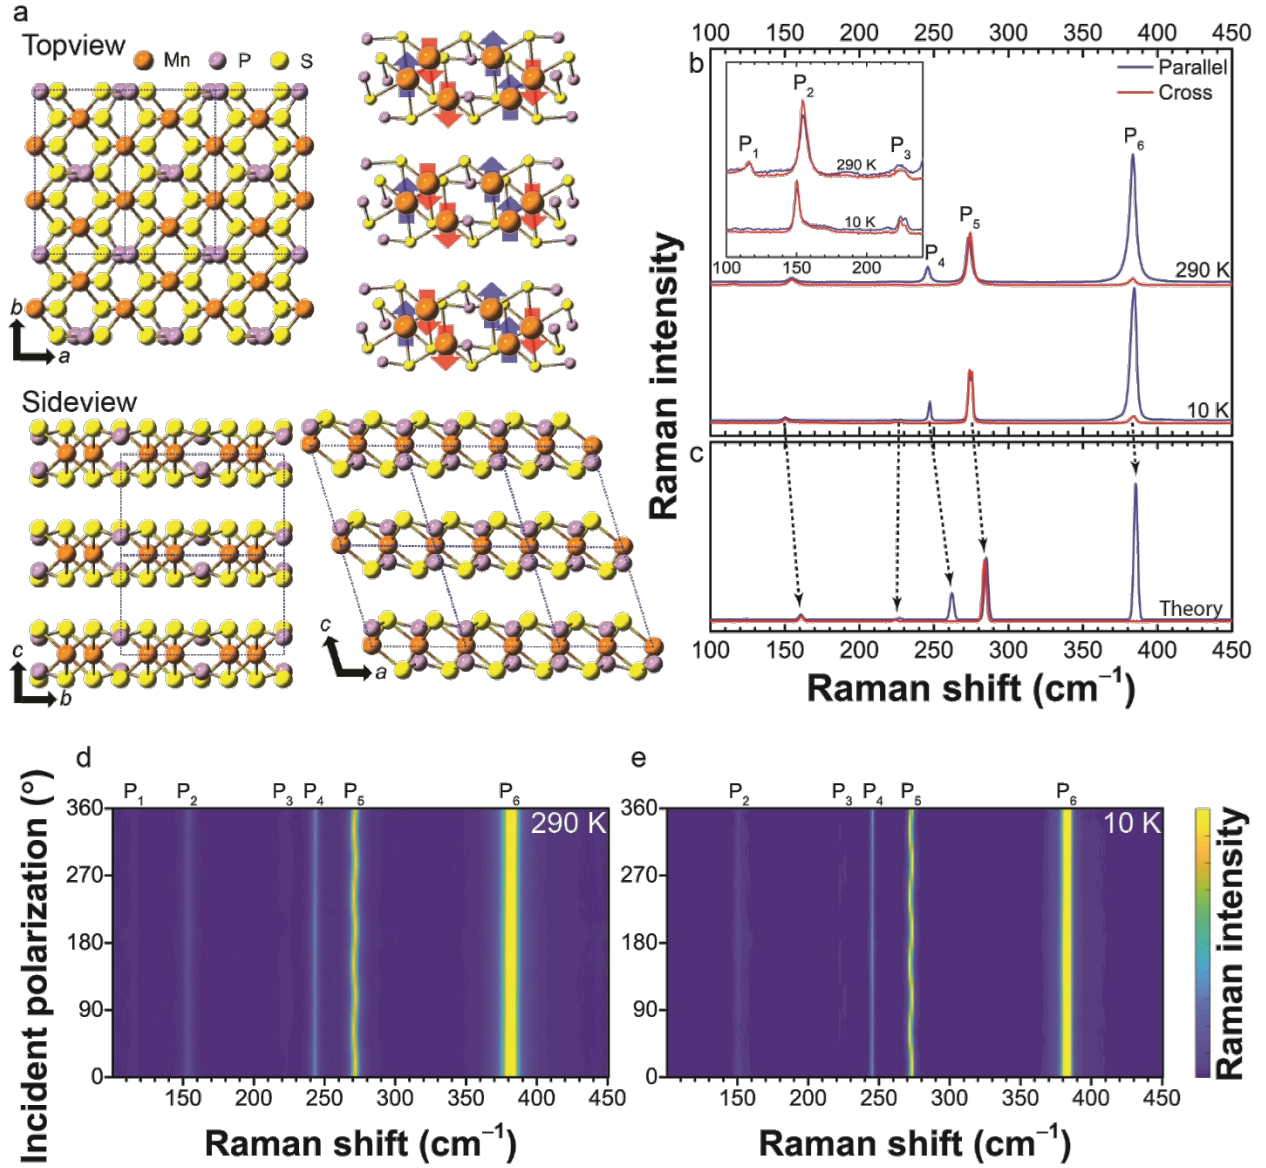 a
Topview
Mn P S
b
a
Sideview
c
b
c
a
100 150 200 250 300 350 400 450
b
Parallel
Cross
P1
P2
P3
290 K
10 K
100 150 200
P4
P5
P6
290 K
10 K
Raman intensity
c
Theory
100 150 200 250 300 350 400 450
Raman shift (cm–1)
d
P1 P2 P3 P4 P5 P6
290 K
360
270
180
90
0
Incident polarization (°)
150 200 250 300 350 400 450
Raman shift (cm–1)
e
P2 P3 P4 P5 P6
10 K
360
270
180
90
0
150 200 250 300 350 400 450
Raman shift (cm–1)
Raman intensity